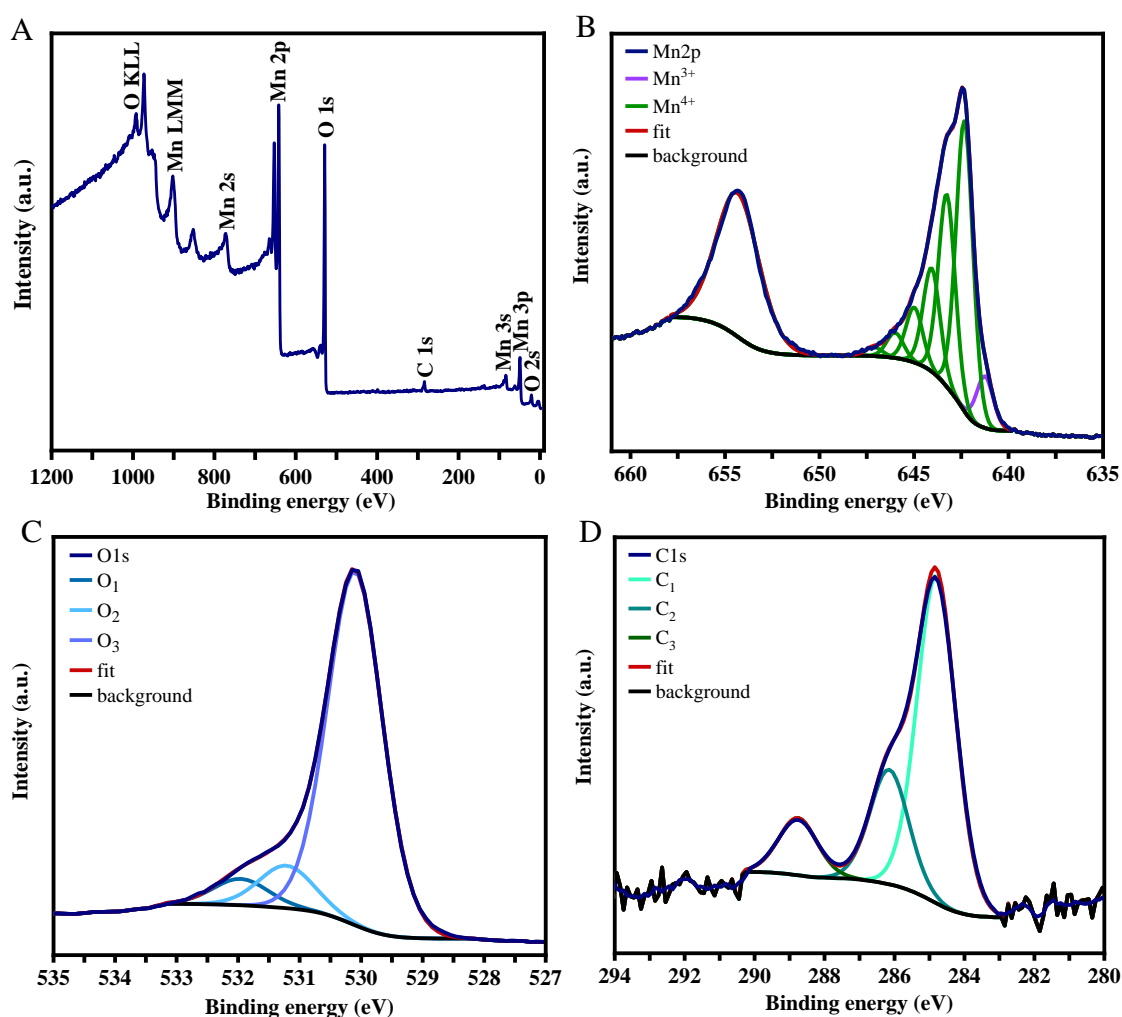 A
Intensity (a.u.)
O KLL
Mn LMM
Mn 2s
Mn 2p
O 1s
C 1s
Mn 3s
Mn 3p
O 2s
1200 1000 800 600 400 200 0
Binding energy (eV)
B
Intensity (a.u.)
Mn2p
Mn3+
Mn4+
fit
background
660 655 650 645 640 635
Binding energy (eV)
C
Intensity (a.u.)
O1s
O1
O2
O3
fit
background
535 534 533 532 531 530 529 528 527
Binding energy (eV)
D
Intensity (a.u.)
C1s
C1
C2
C3
fit
background
294 292 290 288 286 284 282 280
Binding energy (eV)